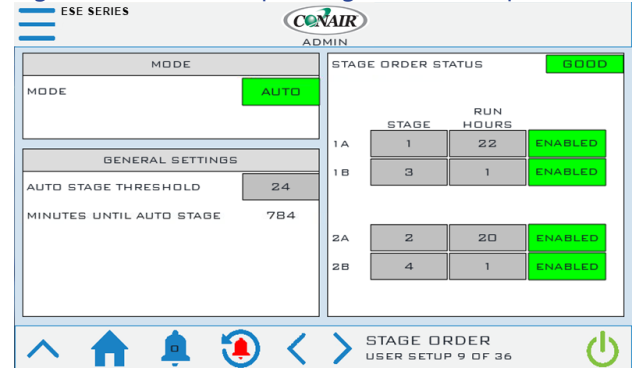 ESE SERIES
CONAIR
ADMIN
MODE
MODE AUTO
GENERAL SETTINGS
AUTO STAGE THRESHOLD 24
MINUTES UNTIL AUTO STAGE 784
STAGE ORDER STATUS GOOD
STAGE RUN HOURS
1A 1 22 ENABLED
1B 3 1 ENABLED
2A 2 20 ENABLED
2B 4 1 ENABLED
0
STAGE ORDER
USER SETUP 9 OF 36